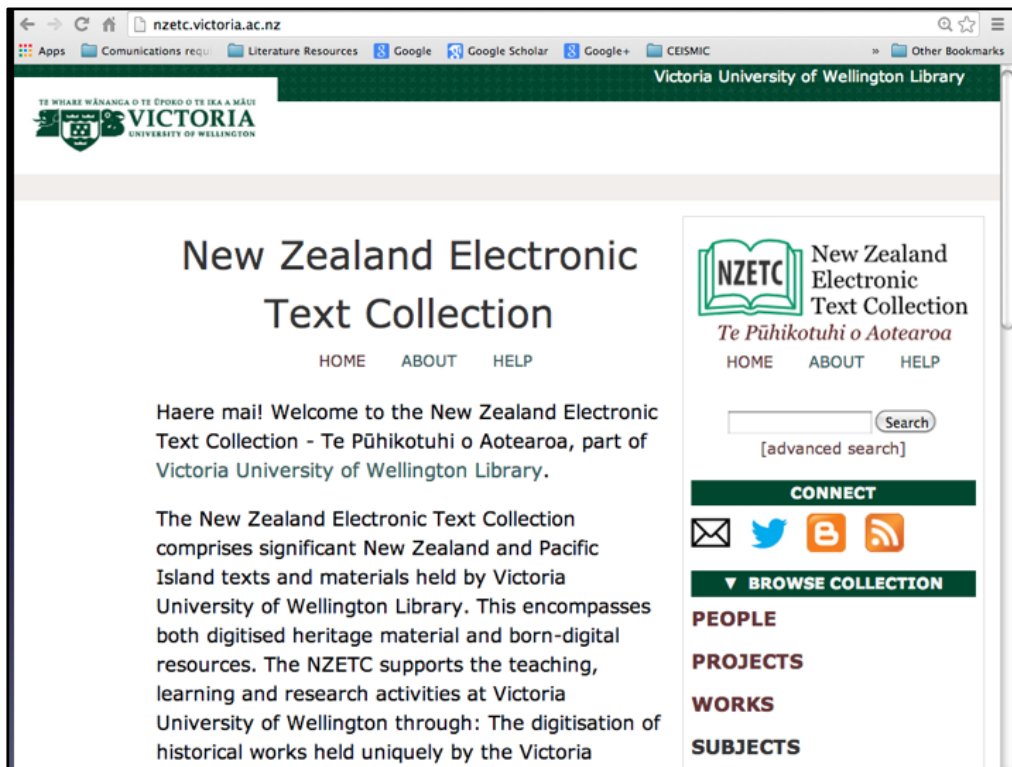 nzetc.victoria.ac.nz
Apps Comunications requ Literature Resources Google Google Scholar Google+ CEISMIC » Other Bookmarks
Victoria University of Wellington Library
TE WHARE WĀNANGA O TE ŪPOKO O TE IKA A MĀUI
VICTORIA
UNIVERSITY OF WELLINGTON
New Zealand Electronic
Text Collection
HOME ABOUT HELP
Haere mai! Welcome to the New Zealand Electronic
Text Collection - Te Pūhikotuhi o Aotearoa, part of
Victoria University of Wellington Library.
The New Zealand Electronic Text Collection
comprises significant New Zealand and Pacific
Island texts and materials held by Victoria
University of Wellington Library. This encompasses
both digitised heritage material and born-digital
resources. The NZETC supports the teaching,
learning and research activities at Victoria
University of Wellington through: The digitisation of
historical works held uniquely by the Victoria
NZETC
New Zealand
Electronic
Text Collection
Te Pūhikotuhi o Aotearoa
HOME ABOUT HELP
Search
[advanced search]
CONNECT
▼ BROWSE COLLECTION
PEOPLE
PROJECTS
WORKS
SUBJECTS